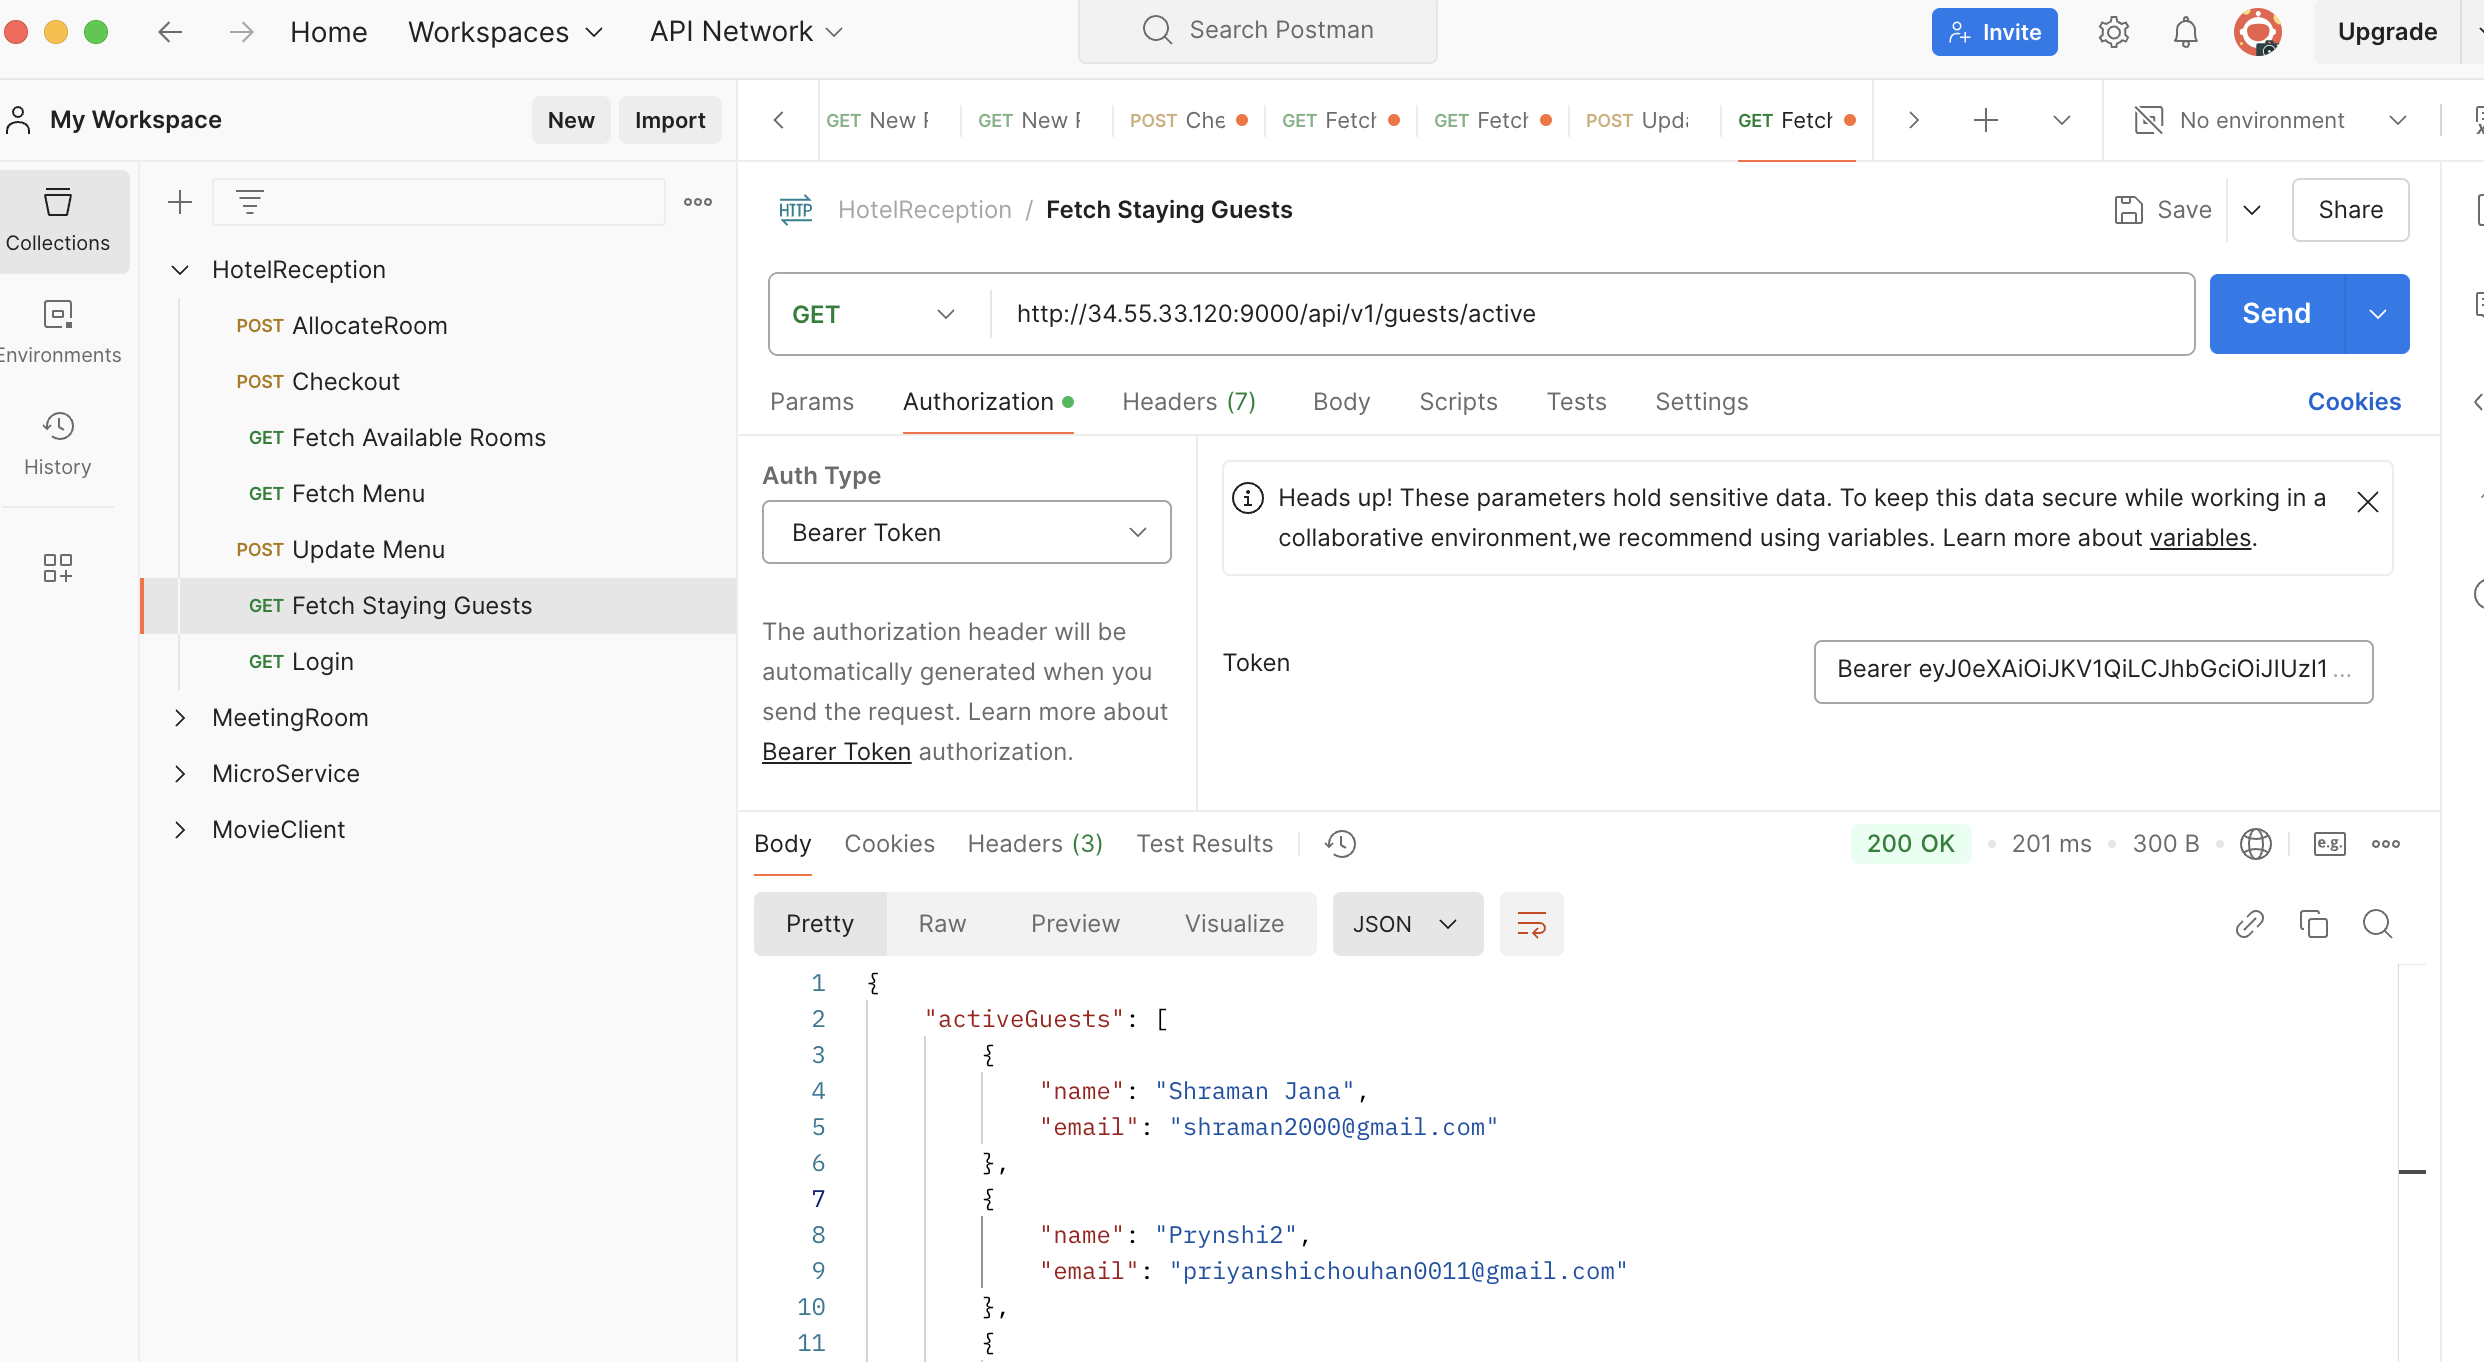 Home
Workspaces
API Network
Search Postman
Invite
Upgrade
My Workspace
New
Import
GET New
GET New
POST Che
GET Fetch
GET Fetch
POST Upda
GET Fetch
No environment
Collections
Environments
History
HotelReception
POST AllocateRoom
POST Checkout
GET Fetch Available Rooms
GET Fetch Menu
POST Update Menu
GET Fetch Staying Guests
GET Login
MeetingRoom
MicroService
MovieClient
HTTP
HotelReception / Fetch Staying Guests
Save
Share
GET
http://34.55.33.120:9000/api/v1/guests/active
Send
Params
Authorization
Headers (7)
Body
Scripts
Tests
Settings
Cookies
Auth Type
Bearer Token
The authorization header will be
automatically generated when you
send the request. Learn more about
Bearer Token authorization.
Heads up! These parameters hold sensitive data. To keep this data secure while working in a
collaborative environment,we recommend using variables. Learn more about variables.
Token
Bearer eyJ0eXAiOiJKV1QiLCJhbGciOiJIUzI1 ...
Body
Cookies
Headers (3)
Test Results
200 OK
201 ms
300 B
e.g.
Pretty
Raw
Preview
Visualize
JSON
1 {
2 "activeGuests": [
3 {
4 "name": "Shraman Jana",
5 "email": "shraman2000@gmail.com"
6 },
7 {
8 "name": "Prynshi2",
9 "email": "priyanshichouhan0011@gmail.com"
10 },
11 {